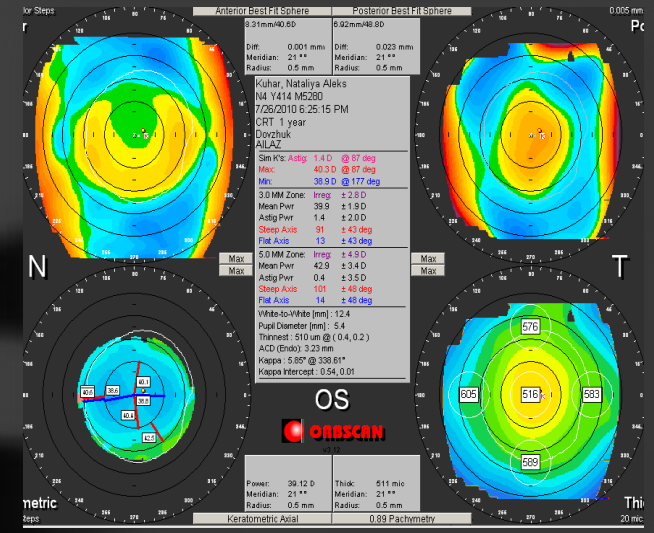 lor Steps
Anterior Best Fit Sphere
Posterior Best Fit Sphere
0.005 mm
r
Po
8.31mm/40.6D
6.92mm/48.8D
Diff: 0.001 mm
Meridian: 21 °°
Radius: 0.5 mm
Diff: 0.023 mm
Meridian: 21 °°
Radius: 0.5 mm
Kuhar, Nataliya Aleks
N4 Y414 M5280
7/26/2010 6:25:15 PM
CRT 1 year
Dovzhuk
AILAZ
Sim K's: Astig: 1.4 D @ 87 deg
Max: 40.3 D @ 87 deg
Min: 38.9 D @ 177 deg
3.0 MM Zone: Irreg: ± 2.8 D
Mean Pwr 39.9 ± 1.9 D
Astig Pwr 1.4 ± 2.0 D
Steep Axis 91 ± 43 deg
Flat Axis 13 ± 43 deg
5.0 MM Zone: Irreg: ± 4.9 D
Mean Pwr 42.9 ± 3.4 D
Astig Pwr 0.4 ± 3.5 D
Steep Axis 101 ± 48 deg
Flat Axis 14 ± 48 deg
White-to-White [mm] : 12.4
Pupil Diameter [mm] : 5.4
Thinnest : 510 um @ ( 0.4, 0.2 )
ACD (Endo): 3.23 mm
Kappa : 5.85° @ 338.61°
Kappa Intercept : 0.54, 0.01
Max
Max
Max
Max
N
T
OS
ORBSCAN
40.1
38.6
38.8
40.4
42.5
576
605
516
583
589
Power: 39.12 D
Meridian: 21 °°
Radius: 0.5 mm
Thick: 511 mic
Meridian: 21 °°
Radius: 0.5 mm
metric
Steps
Keratometric Axial
0.89 Pachymetry
Thi
20 mic